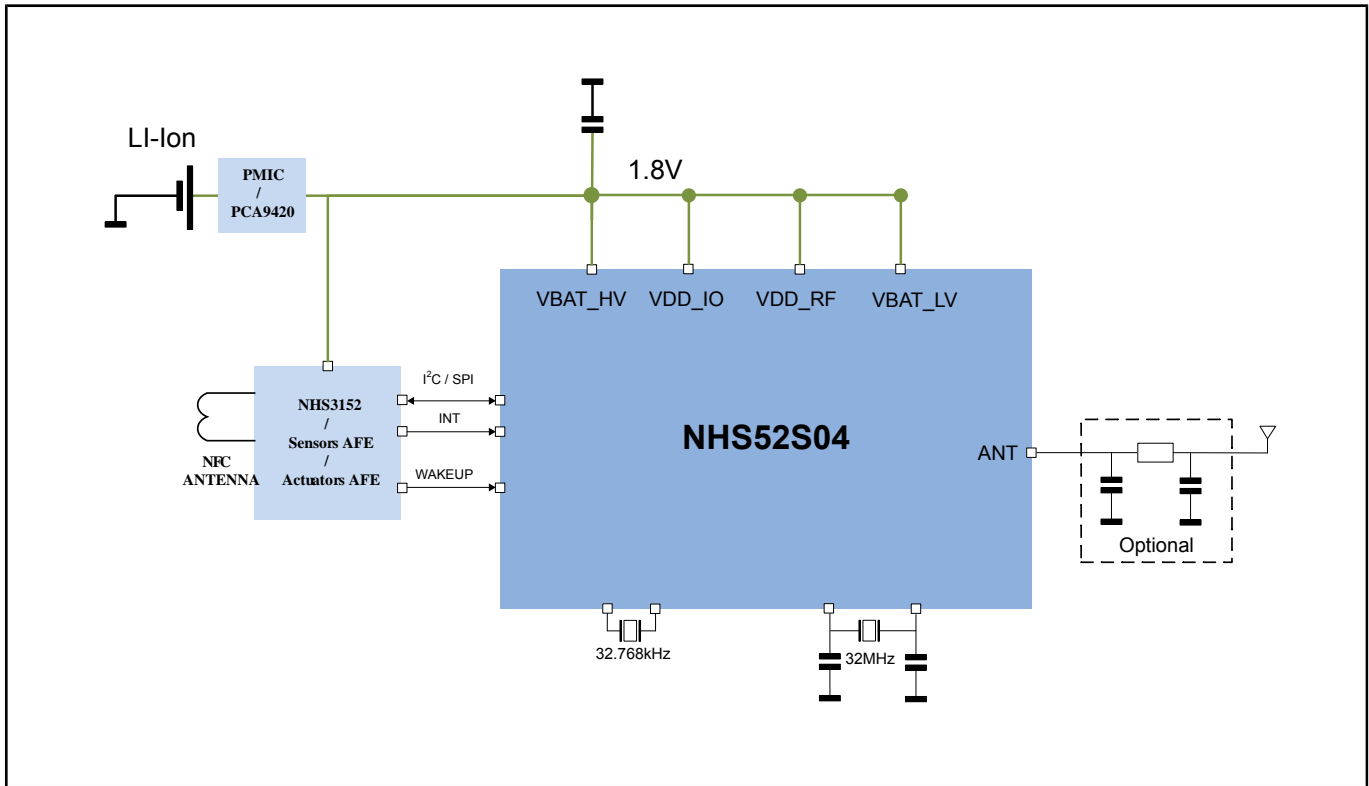 LI-Ion
PMIC
/
PCA9420
1.8V
VBAT_HV
VDD_IO
VDD_RF
VBAT_LV
I²C / SPI
INT
WAKEUP
NHS3152
/
Sensors AFE
/
Actuators AFE
NFC
ANTENNA
NHS52S04
ANT
Optional
32.768kHz
32MHz